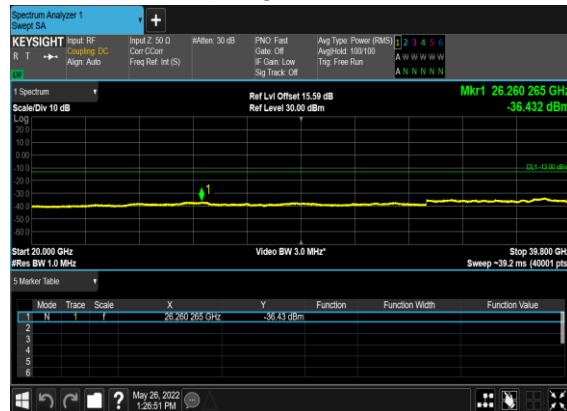 Spectrum Analyzer 1
Swept SA
+
KEYSIGHT Input: RF Input Z: 50 Ω #Atten: 30 dB PNO: Fast Avg Type: Power (RMS) 1 2 3 4 5 6
R T Coupling: DC Corr CCorr Gate: Off Avg|Hold: 100/100 A W W W W W
Align: Auto Freq Ref: Int (S) IF Gain: Low Trig: Free Run A N N N N N
Sig Track: Off
LXI
1 Spectrum Ref Lvl Offset 15.59 dB Mkr1 26.260 265 GHz
Scale/Div 10 dB Ref Level 30.00 dBm -36.432 dBm
Log
20.0
10.0
0.00
-10.0
DL1 -13.00 dBm
-20.0
1
-30.0
-40.0
-50.0
-60.0
Start 20.000 GHz Video BW 3.0 MHz* Stop 39.800 GHz
#Res BW 1.0 MHz Sweep ~39.2 ms (40001 pts)
5 Marker Table
Mode Trace Scale X Y Function Function Width Function Value
1 N 1 f 26.260 265 GHz -36.43 dBm
2
3
4
5
6
? May 26, 2022
1:26:51 PM